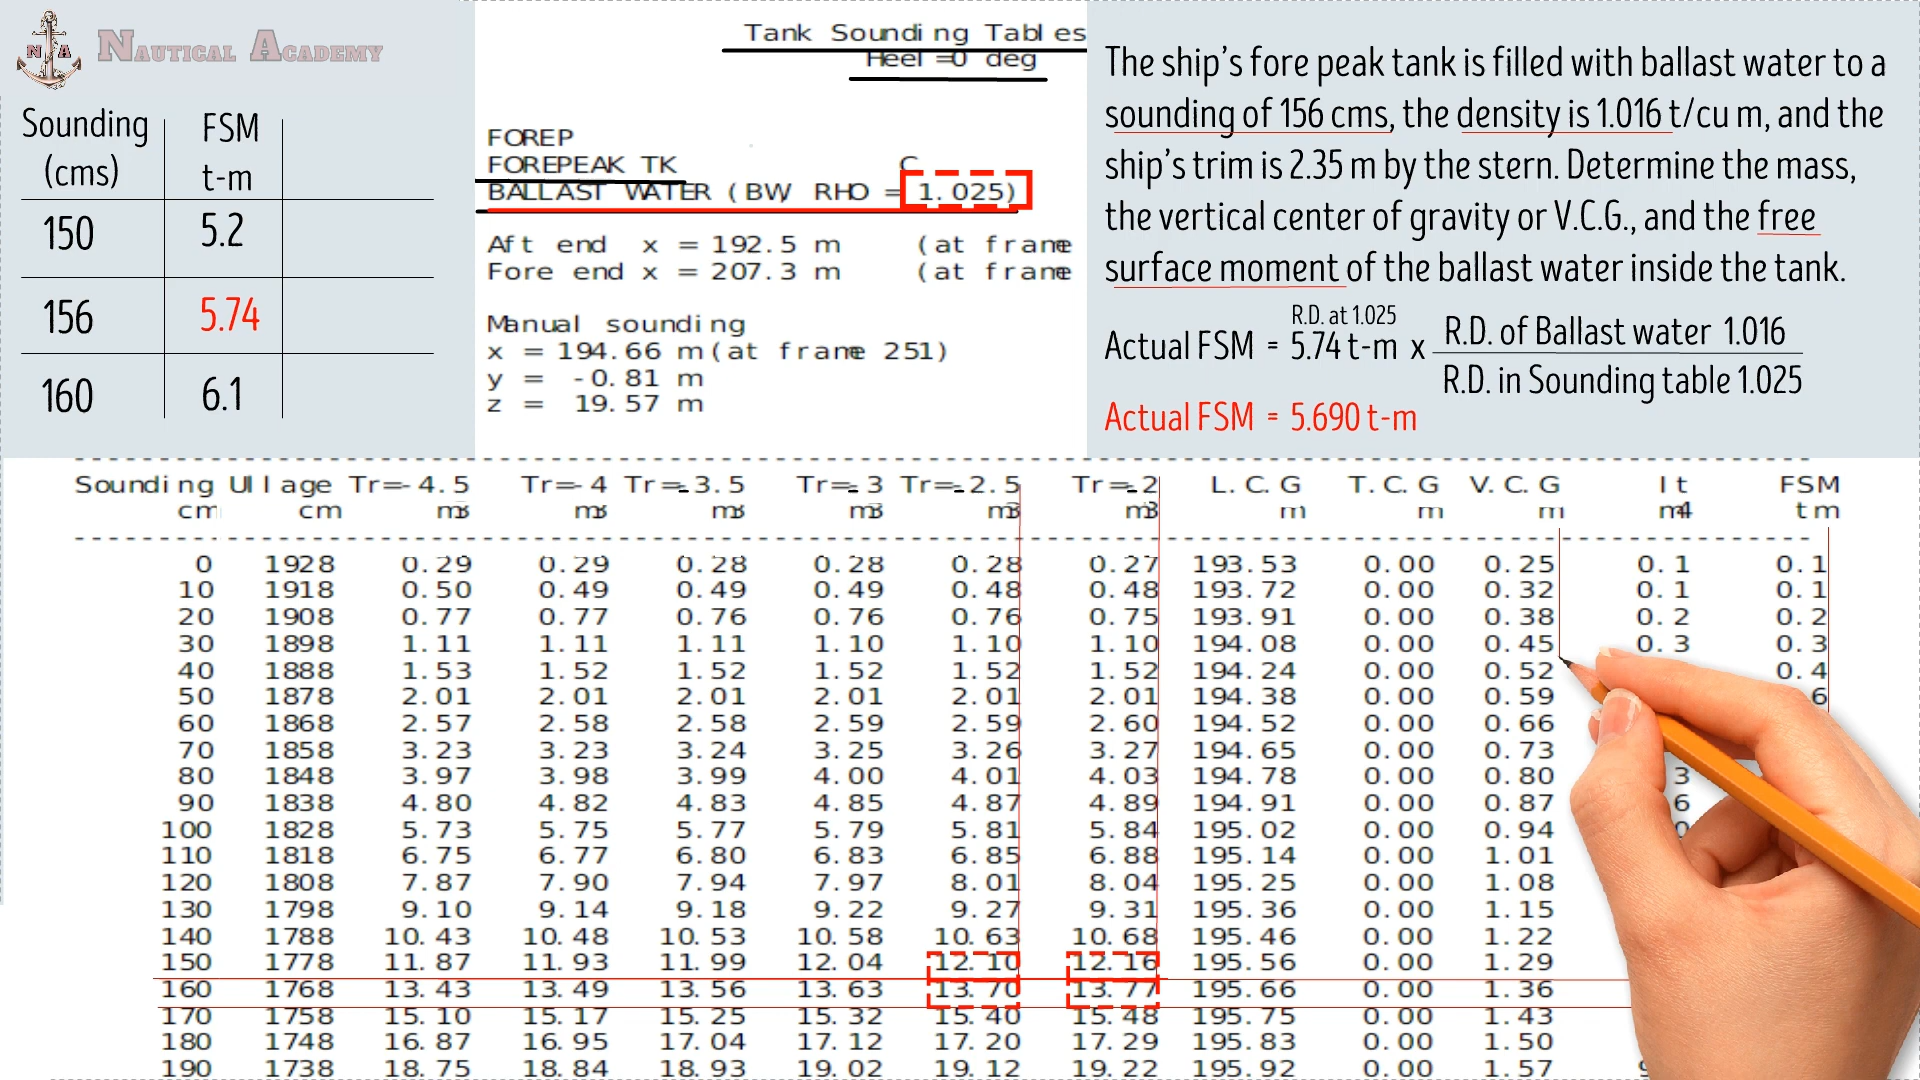 NAUTICAL ACADEMY
N A
Sounding (cms) FSM t-m
150 5.2
156 5.74
160 6.1
Tank Sounding Tables
Heel =0 deg
FOREP
FOREPEAK TK C
BALLAST WATER (BW, RHO = 1.025)
Aft end x = 192.5 m (at frame
Fore end x = 207.3 m (at frame
Manual sounding
x = 194.66 m(at frame 251)
y = -0.81 m
z = 19.57 m
The ship's fore peak tank is filled with ballast water to a
sounding of 156 cms, the density is 1.016 t/cu m, and the
ship's trim is 2.35 m by the stern. Determine the mass,
the vertical center of gravity or V.C.G., and the free
surface moment of the ballast water inside the tank.
R.D. at 1.025
Actual FSM = 5.74 t-m x R.D. of Ballast water 1.016
R.D. in Sounding table 1.025
Actual FSM = 5.690 t-m
Sounding Ullage Tr=-4.5 Tr=-4 Tr=-3.5 Tr=-3 Tr=-2.5 Tr=-2 L.C.G T.C.G V.C.G It FSM
cm cm m3 m3 m3 m3 m3 m3 m m m m4 tm
0 1928 0.29 0.29 0.28 0.28 0.28 0.27 193.53 0.00 0.25 0.1 0.1
10 1918 0.50 0.49 0.49 0.49 0.48 0.48 193.72 0.00 0.32 0.1 0.1
20 1908 0.77 0.77 0.76 0.76 0.76 0.75 193.91 0.00 0.38 0.2 0.2
30 1898 1.11 1.11 1.11 1.10 1.10 1.10 194.08 0.00 0.45 0.3 0.3
40 1888 1.53 1.52 1.52 1.52 1.52 1.52 194.24 0.00 0.52 0.4
50 1878 2.01 2.01 2.01 2.01 2.01 2.01 194.38 0.00 0.59 6
60 1868 2.57 2.58 2.58 2.59 2.59 2.60 194.52 0.00 0.66
70 1858 3.23 3.23 3.24 3.25 3.26 3.27 194.65 0.00 0.73
80 1848 3.97 3.98 3.99 4.00 4.01 4.03 194.78 0.00 0.80 3
90 1838 4.80 4.82 4.83 4.85 4.87 4.89 194.91 0.00 0.87 6
100 1828 5.73 5.75 5.77 5.79 5.81 5.84 195.02 0.00 0.94 0
110 1818 6.75 6.77 6.80 6.83 6.85 6.88 195.14 0.00 1.01
120 1808 7.87 7.90 7.94 7.97 8.01 8.04 195.25 0.00 1.08
130 1798 9.10 9.14 9.18 9.22 9.27 9.31 195.36 0.00 1.15
140 1788 10.43 10.48 10.53 10.58 10.63 10.68 195.46 0.00 1.22
150 1778 11.87 11.93 11.99 12.04 12.10 12.16 195.56 0.00 1.29
160 1768 13.43 13.49 13.56 13.63 13.70 13.77 195.66 0.00 1.36
170 1758 15.10 15.17 15.25 15.32 15.40 15.48 195.75 0.00 1.43
180 1748 16.87 16.95 17.04 17.12 17.20 17.29 195.83 0.00 1.50
190 1738 18.75 18.84 18.93 19.02 19.12 19.22 195.92 0.00 1.57